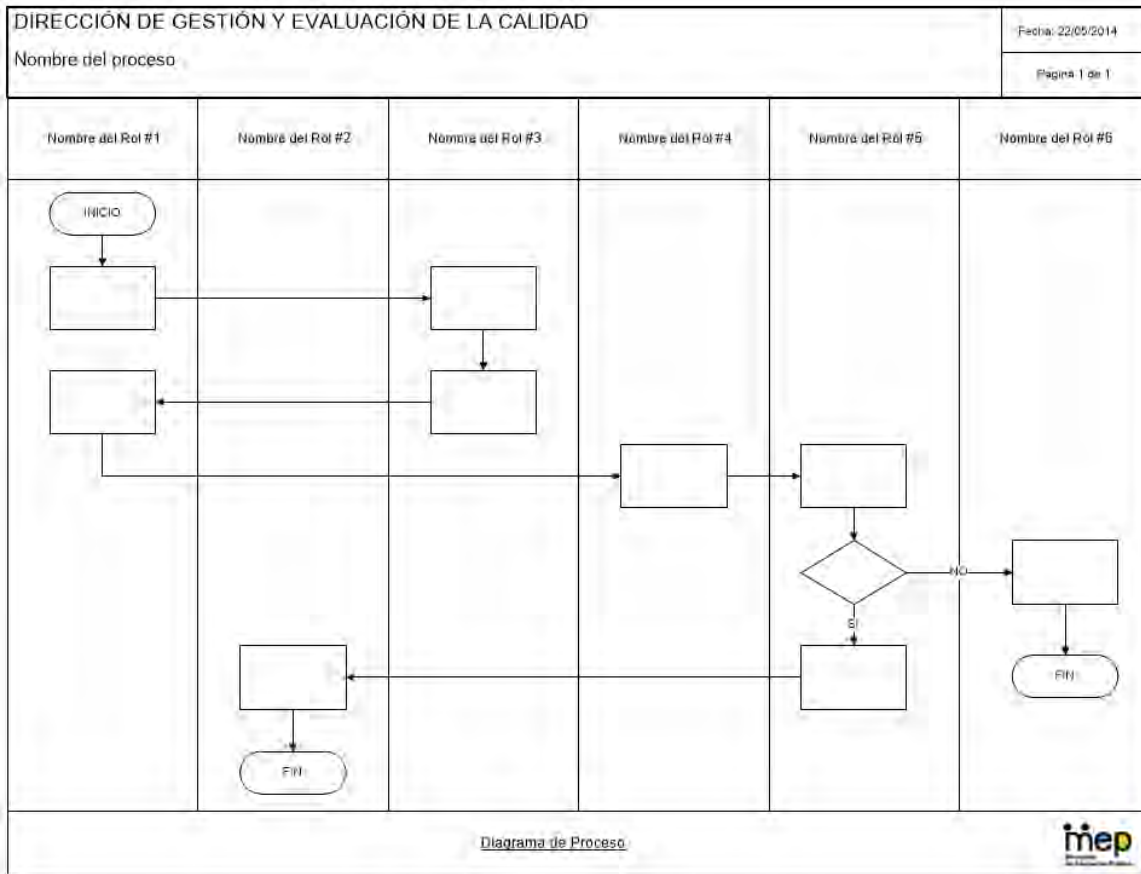 DIRECCIÓN DE GESTIÓN Y EVALUACIÓN DE LA CALIDAD
Nombre del proceso
Fecha: 22/05/2014
Pagina 1 de 1
Nombre del Rol #1
Nombre del Rol #2
Nombre del Rol #3
Nombre del Rol #4
Nombre del Rol #5
Nombre del Rol #6
INICIO
NO
SI
FIN
FIN
Diagrama de Proceso
mep